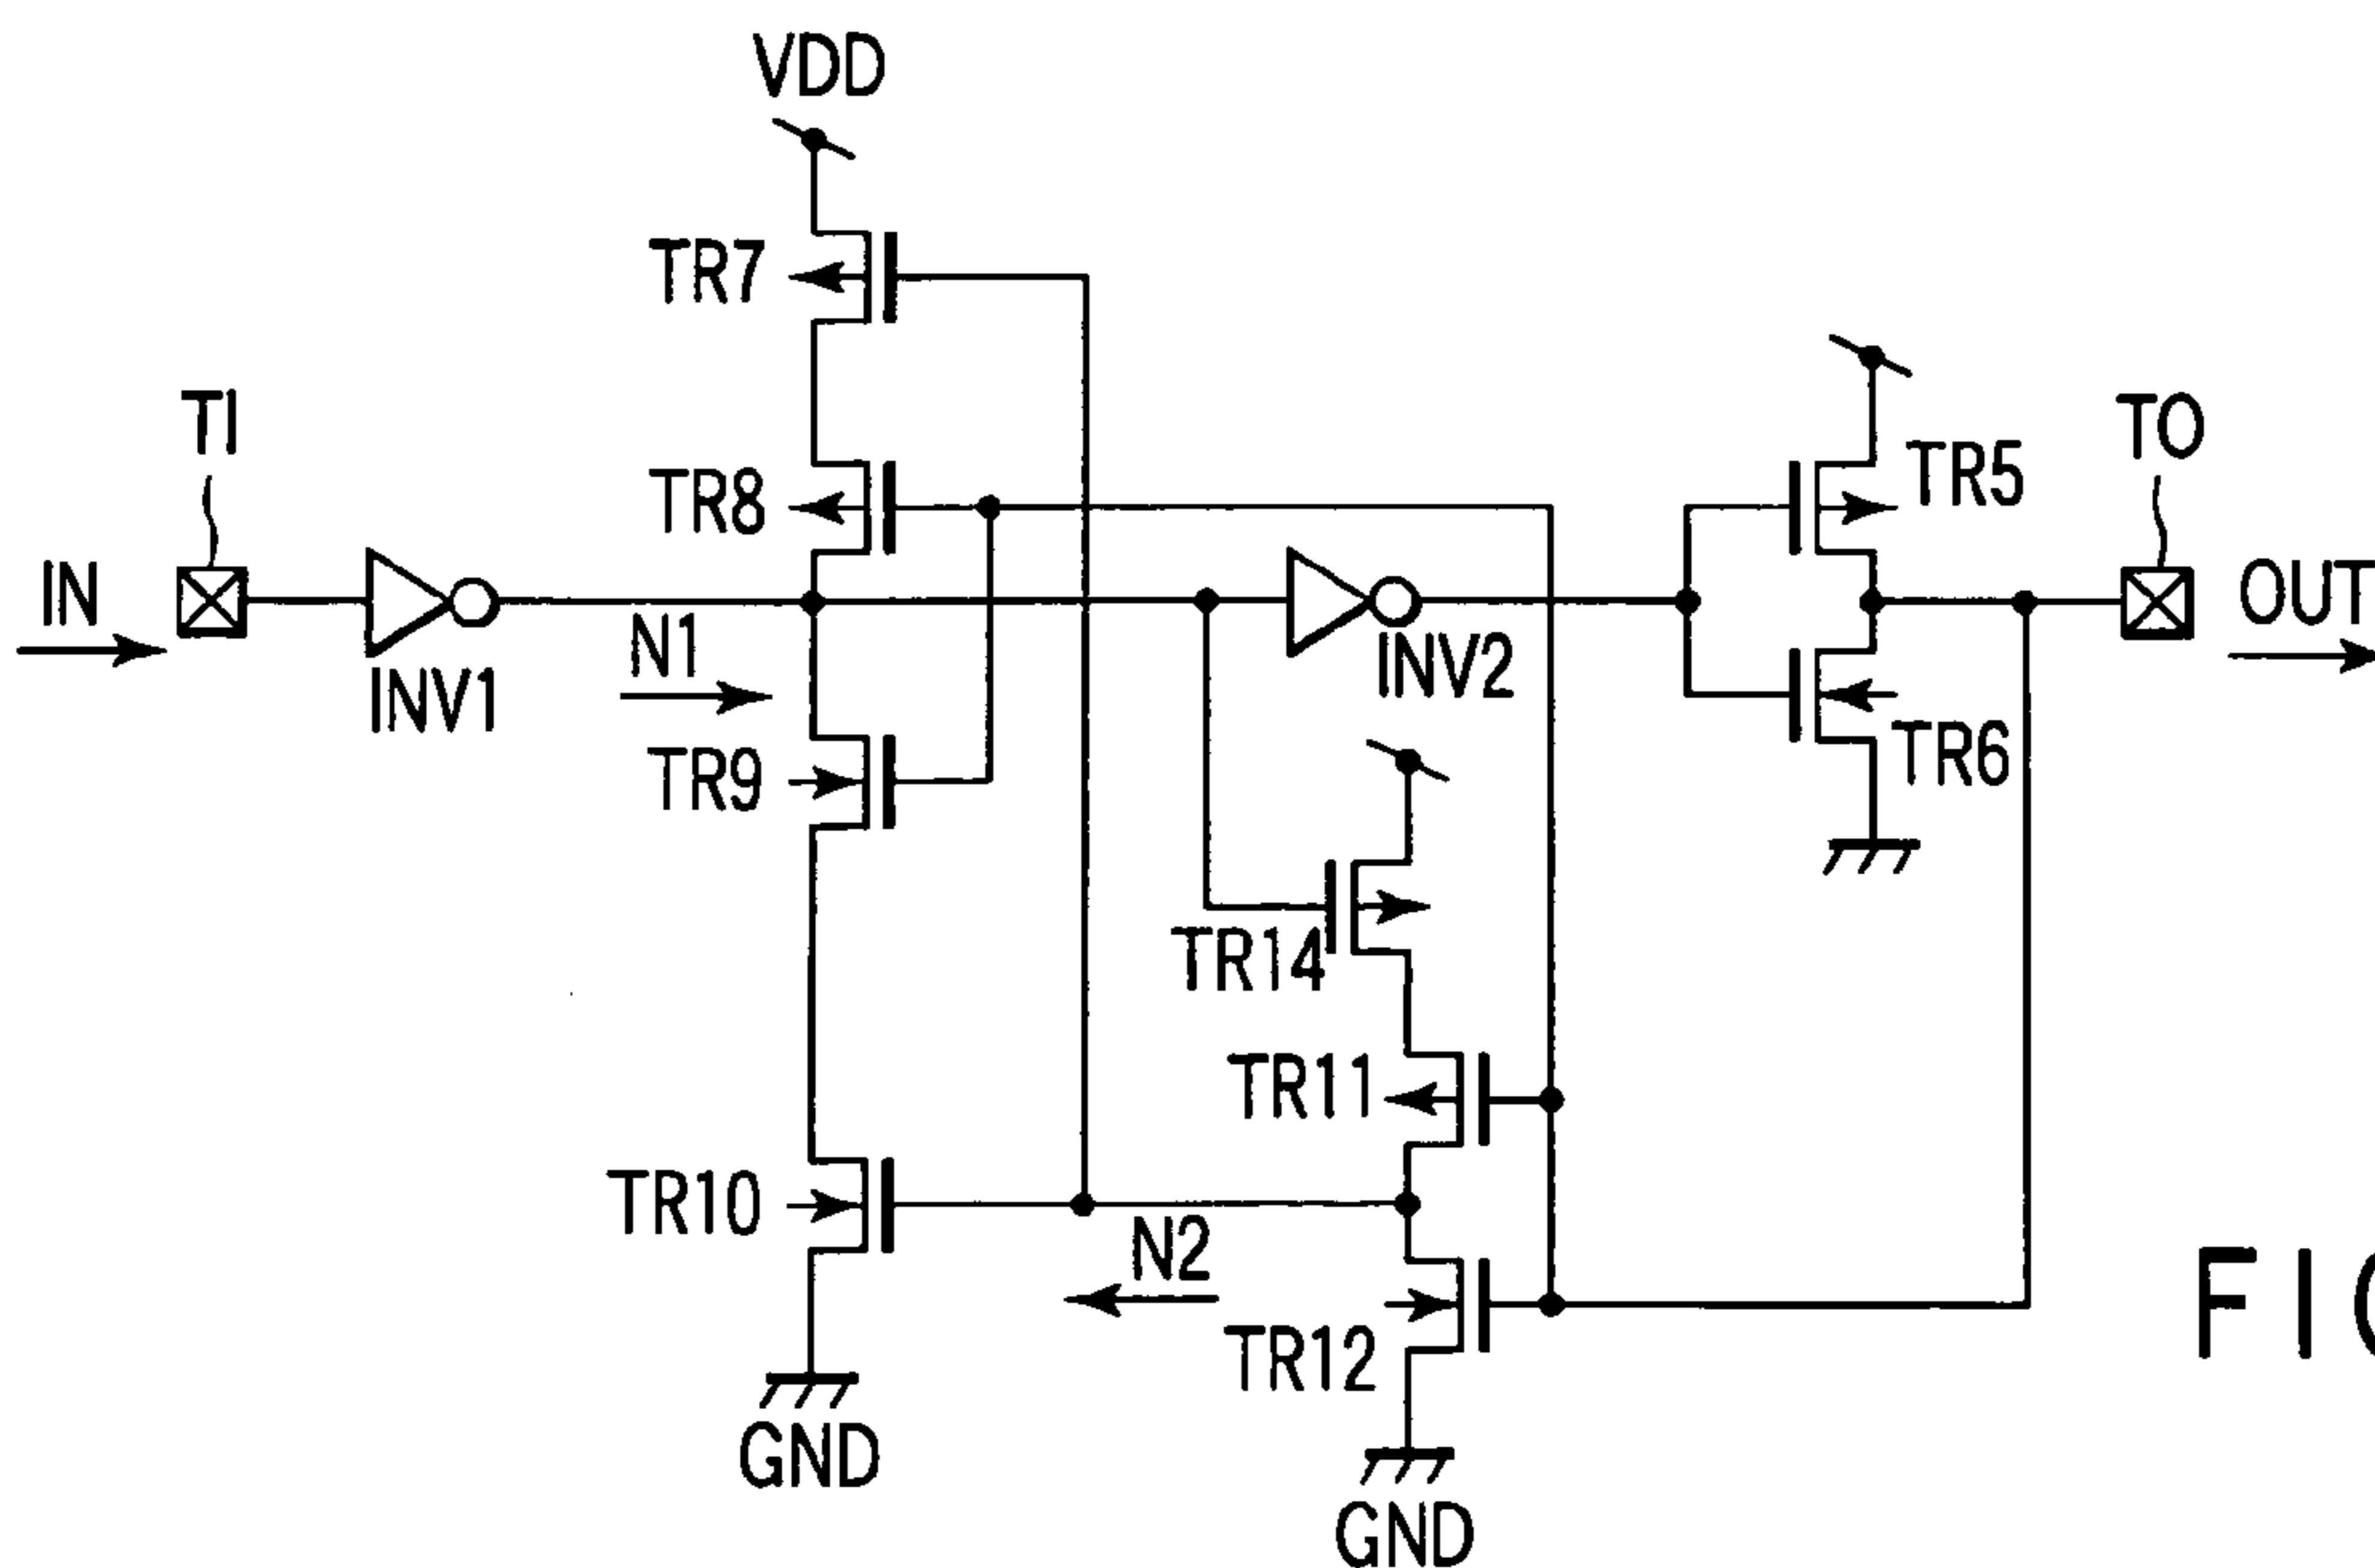 VDD
TR7
TI
TO
TR5
TR8
IN
OUT
N1
INV1
INV2
TR9
TR6
TR14
TR11
TR10
N2
TR12
GND
GND